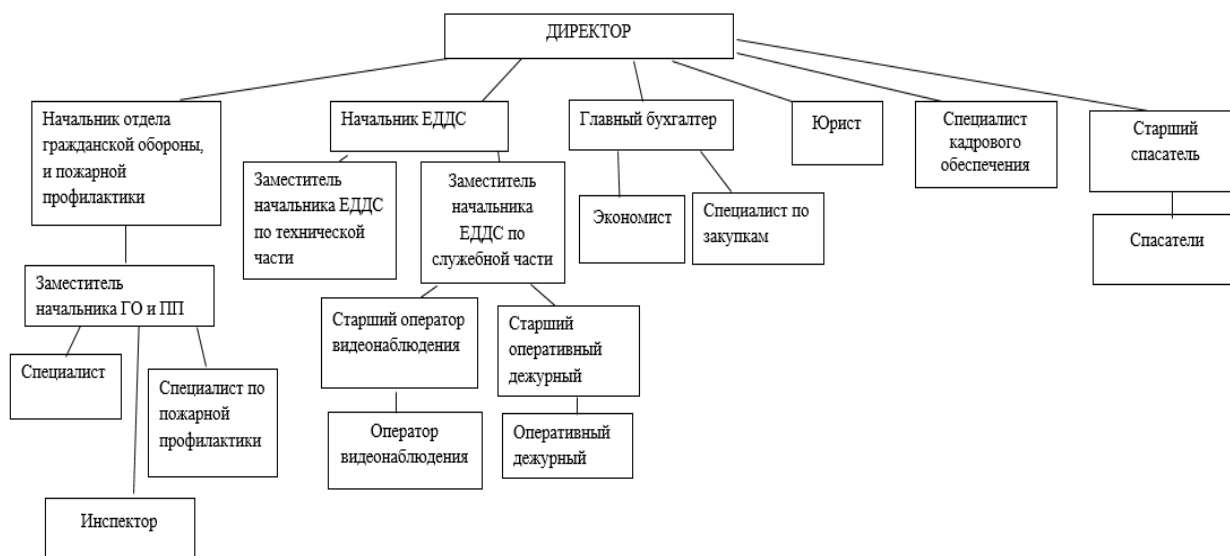 ДИРЕКТОР
Начальник отдела
гражданской обороны,
и пожарной
профилактики
Начальник ЕДДС
Главный бухгалтер
Юрист
Специалист
кадрового
обеспечения
Старший
спасатель
Заместитель
начальника ЕДДС
по технической
части
Заместитель
начальника
ЕДДС по
служебной части
Экономист
Специалист по
закупкам
Спасатели
Заместитель
начальника ГО и ПП
Старший оператор
видеонаблюдения
Старший
оперативный
дежурный
Специалист
Специалист по
пожарной
профилактики
Оператор
видеонаблюдения
Оперативный
дежурный
Инспектор